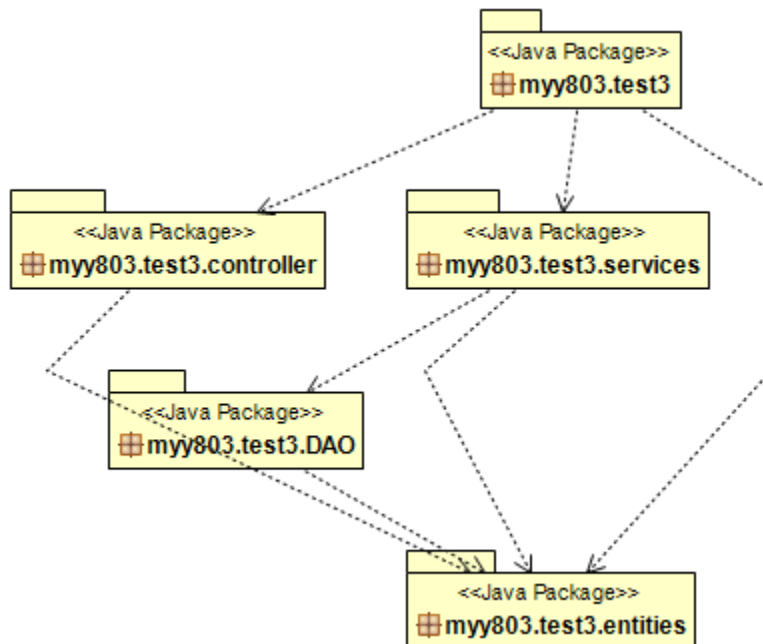 <<Java Package>>
myy803.test3
<<Java Package>>
myy803.test3.controller
<<Java Package>>
myy803.test3.services
<<Java Package>>
myy803.test3.DAO
<<Java Package>>
myy803.test3.entities